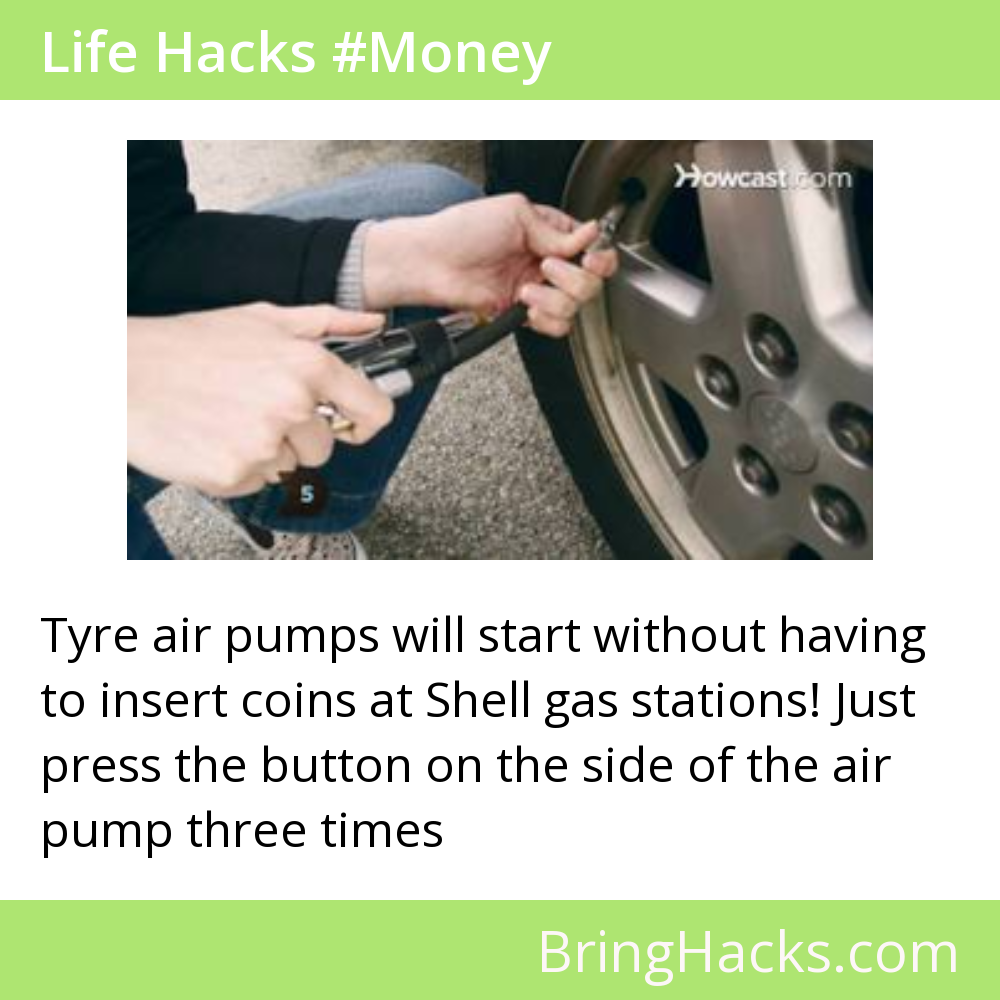 Life Hacks #Money
Howcast.com
5
Tyre air pumps will start without having
to insert coins at Shell gas stations! Just
press the button on the side of the air
pump three times
BringHacks.com